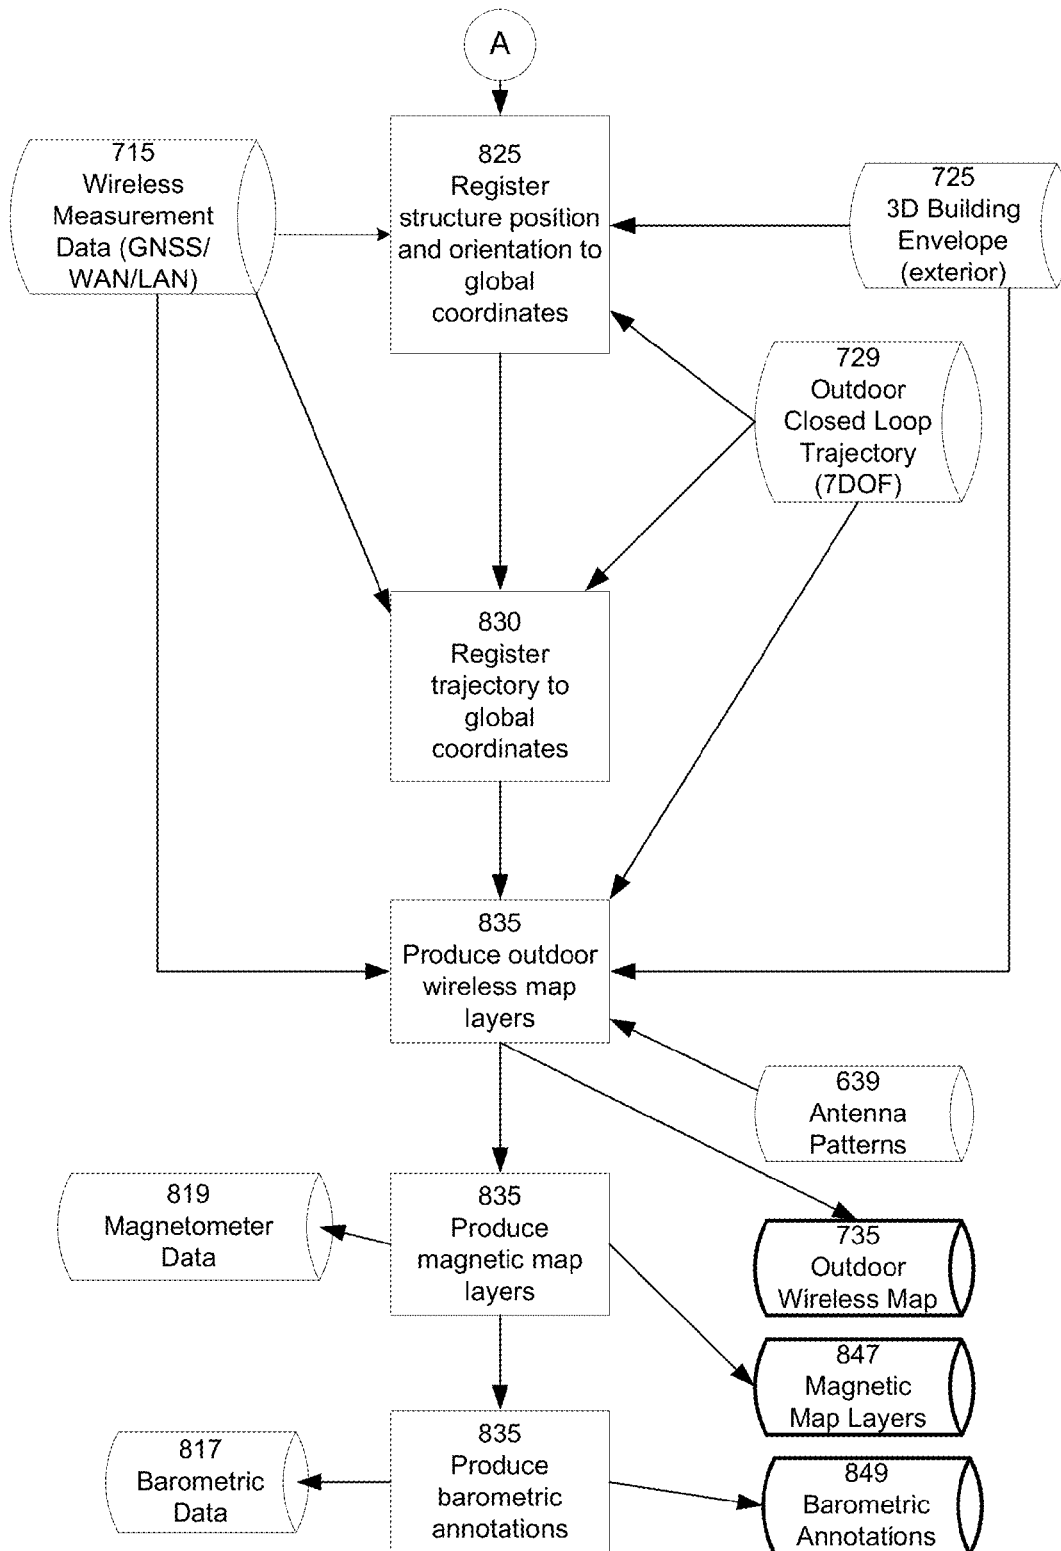 A
825
Register
structure position
and orientation to
global
coordinates
715
Wireless
Measurement
Data (GNSS/
WAN/LAN)
725
3D Building
Envelope
(exterior)
729
Outdoor
Closed Loop
Trajectory
(7DOF)
830
Register
trajectory to
global
coordinates
835
Produce outdoor
wireless map
layers
639
Antenna
Patterns
819
Magnetometer
Data
835
Produce
magnetic map
layers
735
Outdoor
Wireless Map
847
Magnetic
Map Layers
817
Barometric
Data
835
Produce
barometric
annotations
849
Barometric
Annotations